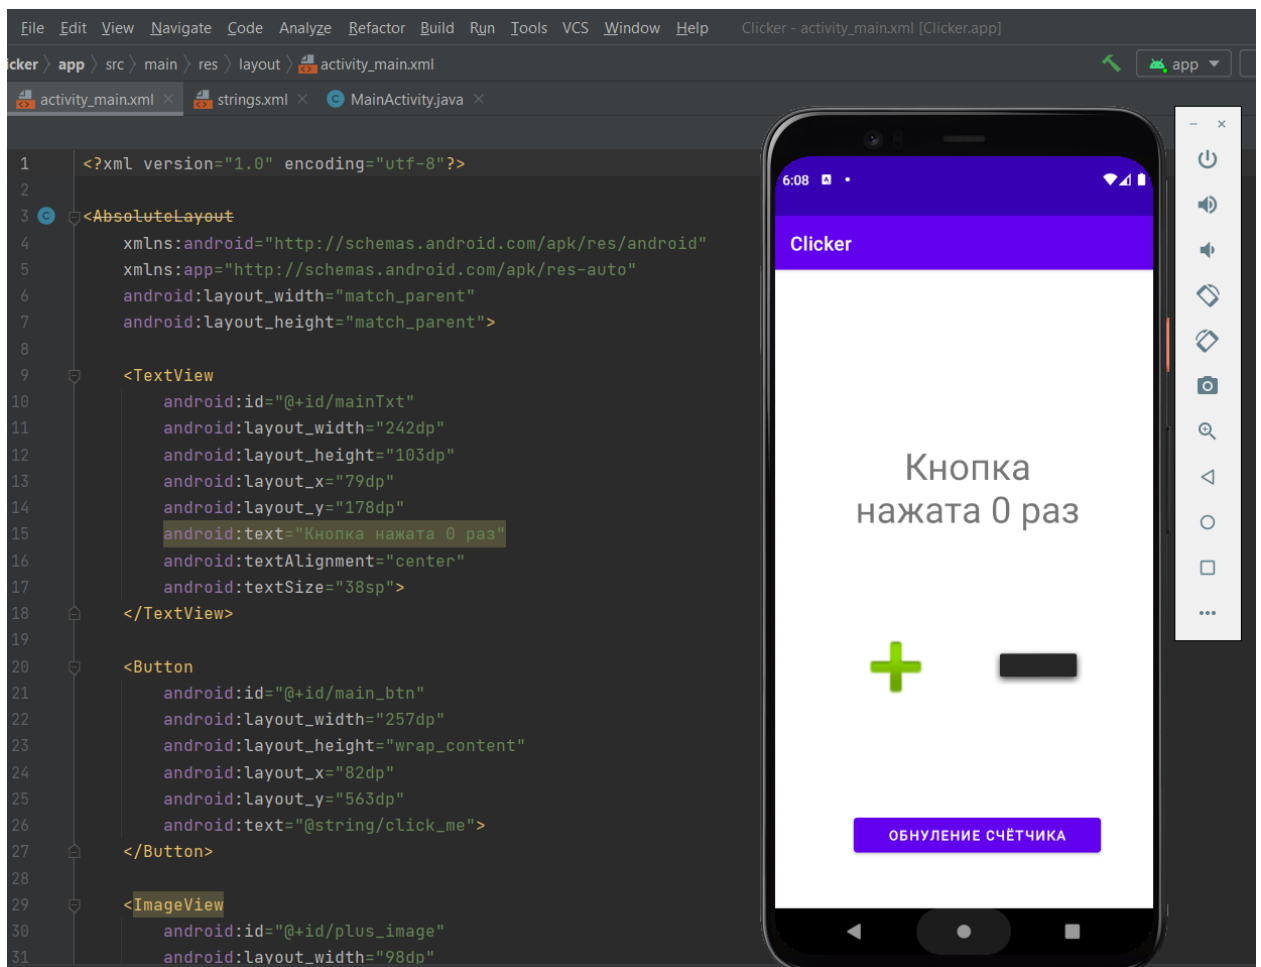 File Edit View Navigate Code Analyze Refactor Build Run Tools VCS Window Help Clicker - activity_main.xml [Clicker.app]
icker app src main res layout activity_main.xml app
activity_main.xml strings.xml MainActivity.java
1 <?xml version="1.0" encoding="utf-8"?>
2
3 <AbsoluteLayout
4 xmlns:android="http://schemas.android.com/apk/res/android"
5 xmlns:app="http://schemas.android.com/apk/res-auto"
6 android:layout_width="match_parent"
7 android:layout_height="match_parent">
8
9 <TextView
10 android:id="@+id/mainTxt"
11 android:layout_width="242dp"
12 android:layout_height="103dp"
13 android:layout_x="79dp"
14 android:layout_y="178dp"
15 android:text="Кнопка нажата 0 раз"
16 android:textAlignment="center"
17 android:textSize="38sp">
18 </TextView>
19
20 <Button
21 android:id="@+id/main_btn"
22 android:layout_width="257dp"
23 android:layout_height="wrap_content"
24 android:layout_x="82dp"
25 android:layout_y="563dp"
26 android:text="@string/click_me">
27 </Button>
28
29 <ImageView
30 android:id="@+id/plus_image"
31 android:layout_width="98dp"
6:08
Clicker
Кнопка
нажата 0 раз
ОБНУЛЕНИЕ СЧЁТЧИКА